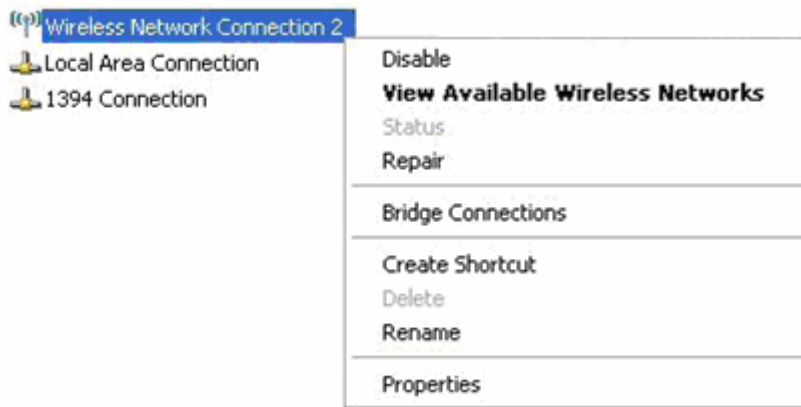 Wireless Network Connection 2
Local Area Connection
1394 Connection
Disable
View Available Wireless Networks
Status
Repair
Bridge Connections
Create Shortcut
Delete
Rename
Properties